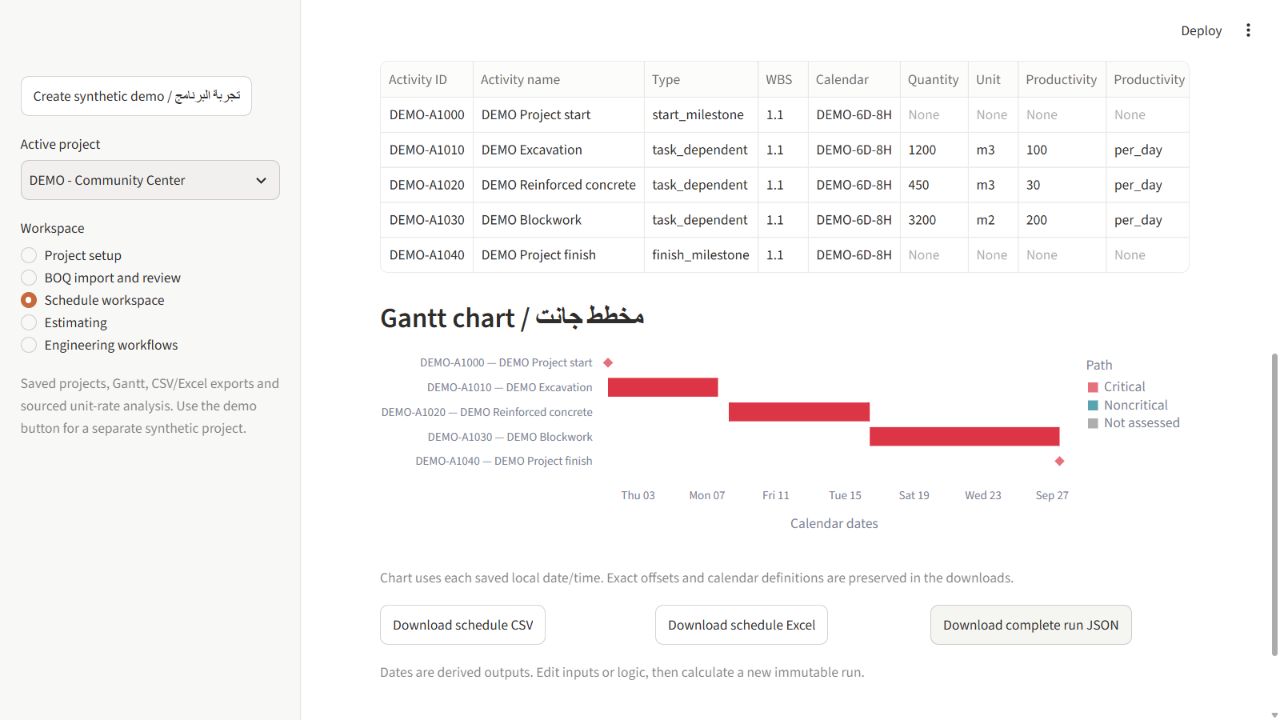 Deploy
Create synthetic demo / تجربة البرنامج
Active project
DEMO - Community Center
Workspace
Project setup
BOQ import and review
Schedule workspace
Estimating
Engineering workflows
Saved projects, Gantt, CSV/Excel exports and
sourced unit-rate analysis. Use the demo
button for a separate synthetic project.
Activity ID Activity name Type WBS Calendar Quantity Unit Productivity Productivity
DEMO-A1000 DEMO Project start start_milestone 1.1 DEMO-6D-8H None None None None
DEMO-A1010 DEMO Excavation task_dependent 1.1 DEMO-6D-8H 1200 m3 100 per_day
DEMO-A1020 DEMO Reinforced concrete task_dependent 1.1 DEMO-6D-8H 450 m3 30 per_day
DEMO-A1030 DEMO Blockwork task_dependent 1.1 DEMO-6D-8H 3200 m2 200 per_day
DEMO-A1040 DEMO Project finish finish_milestone 1.1 DEMO-6D-8H None None None None
Gantt chart / مخطط جانت
DEMO-A1000 — DEMO Project start
DEMO-A1010 — DEMO Excavation
DEMO-A1020 — DEMO Reinforced concrete
DEMO-A1030 — DEMO Blockwork
DEMO-A1040 — DEMO Project finish
Thu 03 Mon 07 Fri 11 Tue 15 Sat 19 Wed 23 Sep 27
Calendar dates
Path
Critical
Noncritical
Not assessed
Chart uses each saved local date/time. Exact offsets and calendar definitions are preserved in the downloads.
Download schedule CSV Download schedule Excel Download complete run JSON
Dates are derived outputs. Edit inputs or logic, then calculate a new immutable run.